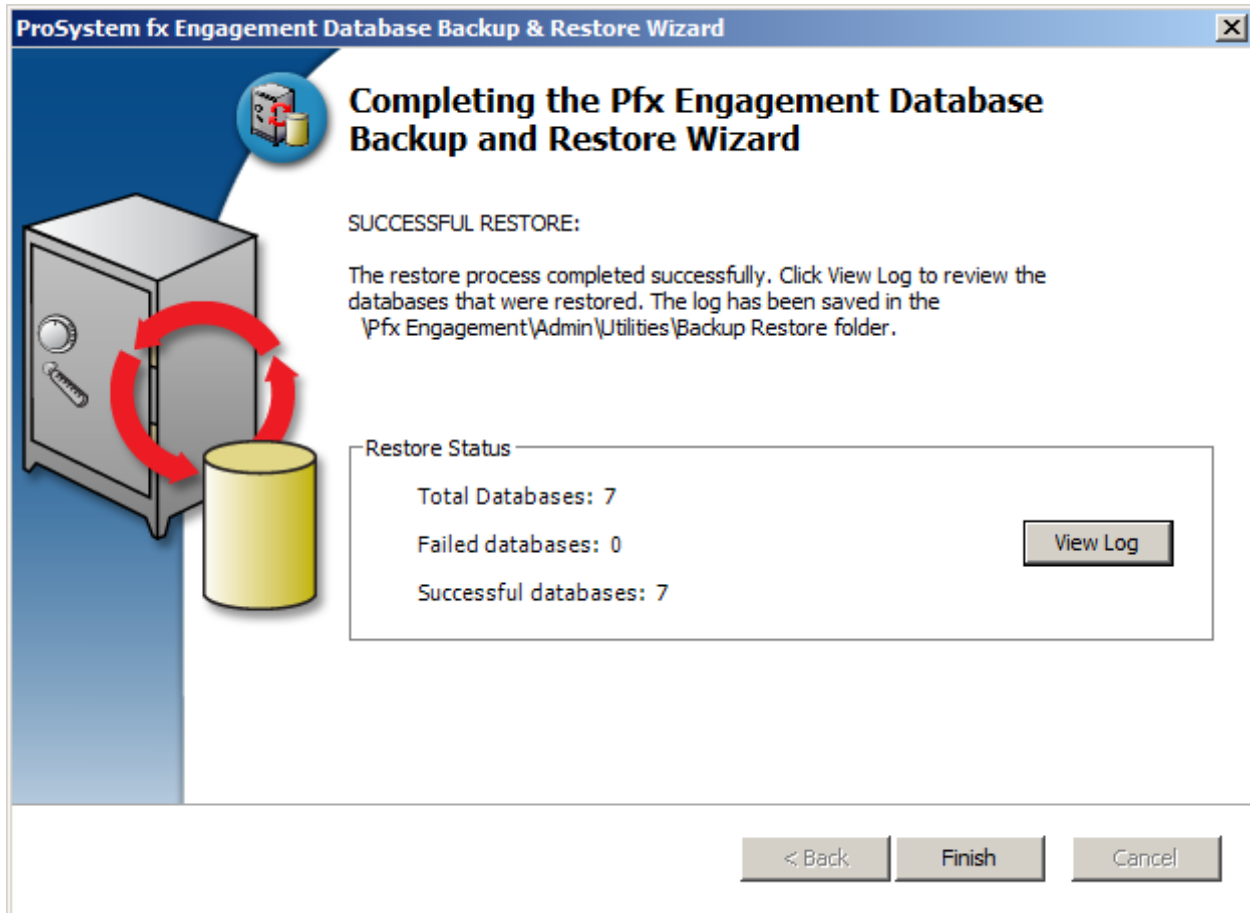 ProSystem fx Engagement Database Backup & Restore Wizard
Completing the Pfx Engagement Database
Backup and Restore Wizard
SUCCESSFUL RESTORE:
The restore process completed successfully. Click View Log to review the
databases that were restored. The log has been saved in the
\Pfx Engagement\Admin\Utilities\Backup Restore folder.
Restore Status
Total Databases: 7
Failed databases: 0
View Log
Successful databases: 7
< Back
Finish
Cancel